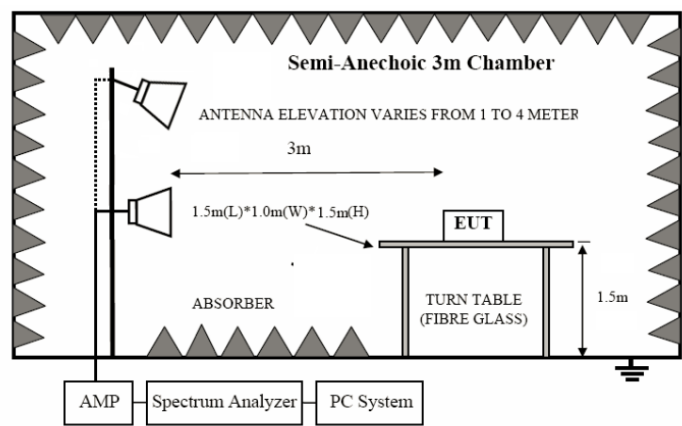 Semi-Anechoic 3m Chamber
ANTENNA ELEVATION VARIES FROM 1 TO 4 METER
3m
1.5m(L)*1.0m(W)*1.5m(H)
EUT
ABSORBER
TURN TABLE
(FIBRE GLASS)
1.5m
AMP
Spectrum Analyzer
PC System